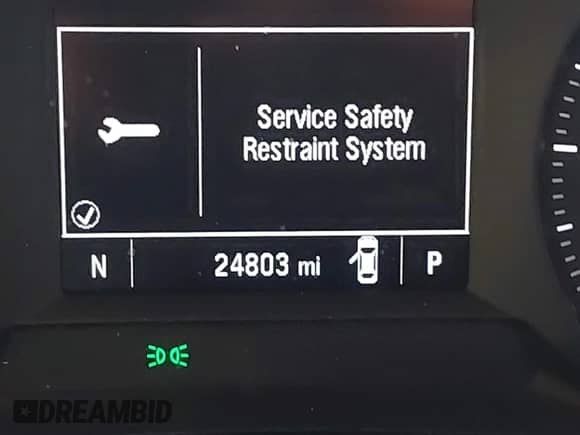 Service Safety
Restraint System
N 24803 mi P
DREAMBID